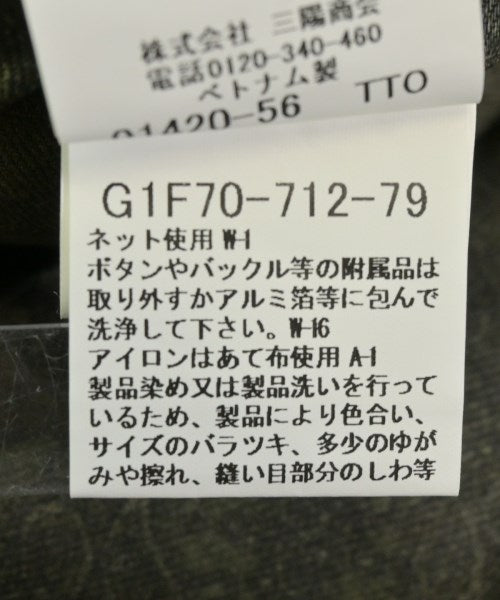 株式会社 三陽商会
電話0120-340-460
ベトナム製
01420-56 TTO
G1F70-712-79
ネット使用 W-1
ボタンやバックル等の附属品は
取り外すかアルミ箔等に包んで
洗浄して下さい。W-16
アイロンはあて布使用 A-1
製品染め又は製品洗いを行って
いるため、製品により色合い、
サイズのバラツキ、多少のゆが
みや擦れ、縫い目部分のしわ等